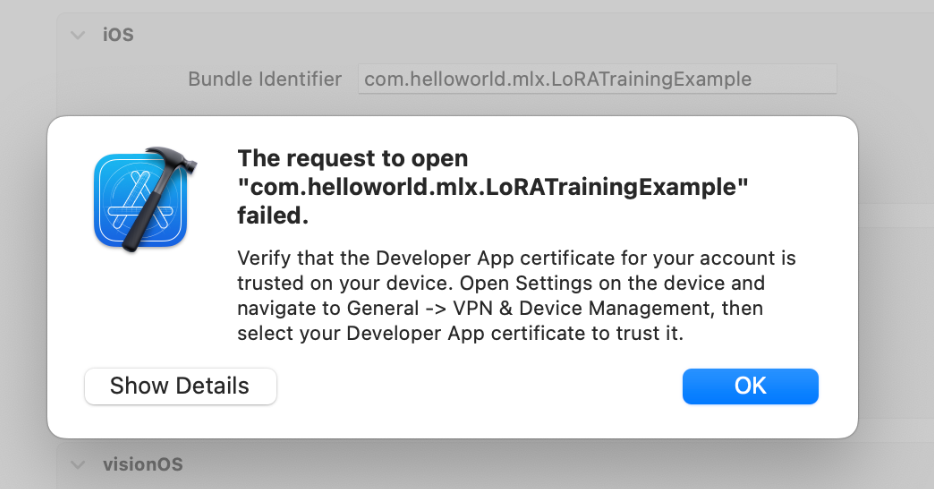 iOS
Bundle Identifier com.helloworld.mlx.LoRATrainingExample
The request to open
"com.helloworld.mlx.LoRATrainingExample"
failed.
Verify that the Developer App certificate for your account is
trusted on your device. Open Settings on the device and
navigate to General -> VPN & Device Management, then
select your Developer App certificate to trust it.
Show Details OK
visionOS